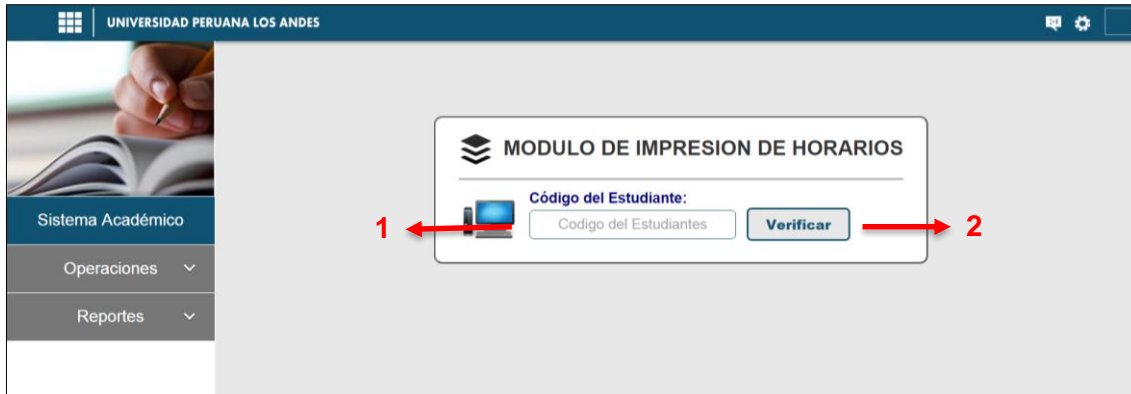 UNIVERSIDAD PERUANA LOS ANDES
MODULO DE IMPRESION DE HORARIOS
Código del Estudiante:
1 Codigo del Estudiantes Verificar 2
Sistema Académico
Operaciones
Reportes